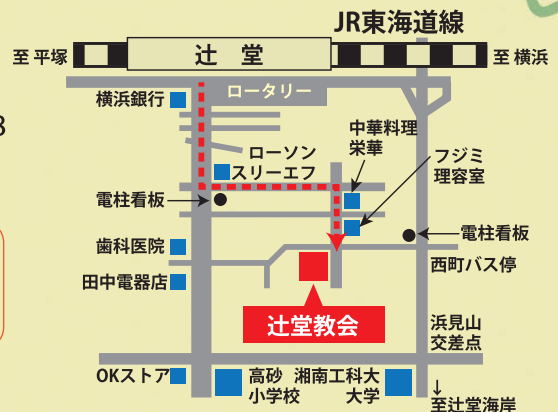 JR東海道線
至 平塚
辻 堂
至 横浜
ロータリー
横浜銀行
3
中華料理
栄華
ローソン
スリーエフ
フジミ
理容室
電柱看板
電柱看板
歯科医院
西町バス停
田中電器店
辻堂教会
浜見山
交差点
OKストア
高砂
小学校
湘南工科大
大学
↓
至辻堂海岸